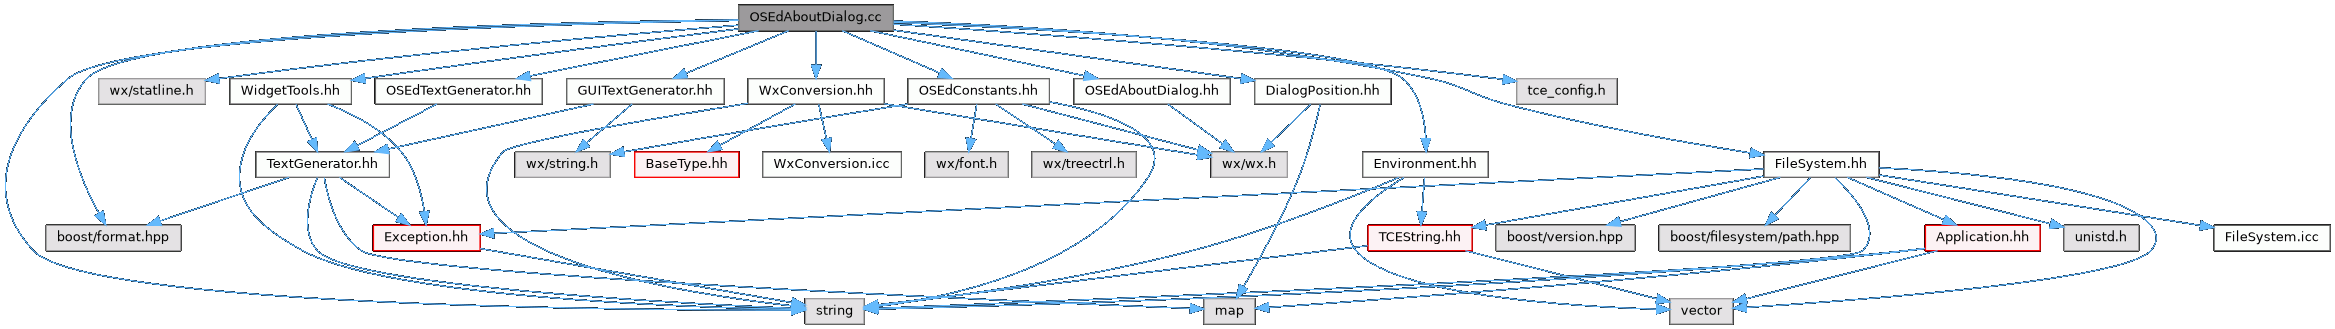 OSEdAboutDialog.cc
wx/statline.h
WidgetTools.hh
OSEdTextGenerator.hh
GUITextGenerator.hh
WxConversion.hh
OSEdConstants.hh
OSEdAboutDialog.hh
DialogPosition.hh
tce_config.h
TextGenerator.hh
wx/string.h
BaseType.hh
WxConversion.icc
wx/font.h
wx/treectrl.h
wx/wx.h
Environment.hh
FileSystem.hh
boost/format.hpp
Exception.hh
TCEString.hh
boost/version.hpp
boost/filesystem/path.hpp
Application.hh
unistd.h
FileSystem.icc
string
map
vector